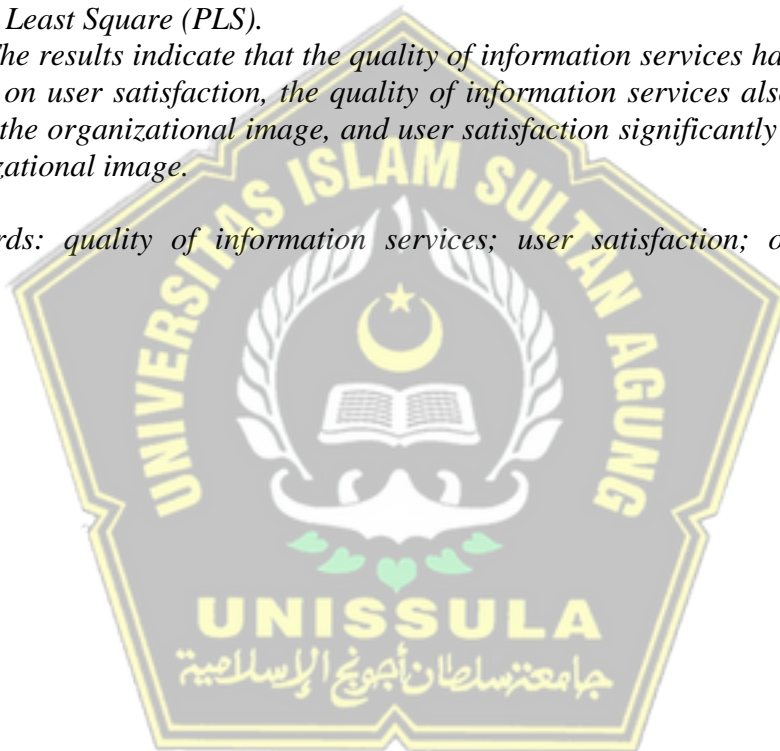 Least Square (PLS).
he results indicate that the quality of information services ha
on user satisfaction, the quality of information services als
the organizational image, and user satisfaction significantly
zational image.
rds: quality of information services; user satisfaction; o
UNIVERSITAS ISLAM SULTAN AGUNG
UNISSULA
جامعة سلطان أجونج الإسلامية